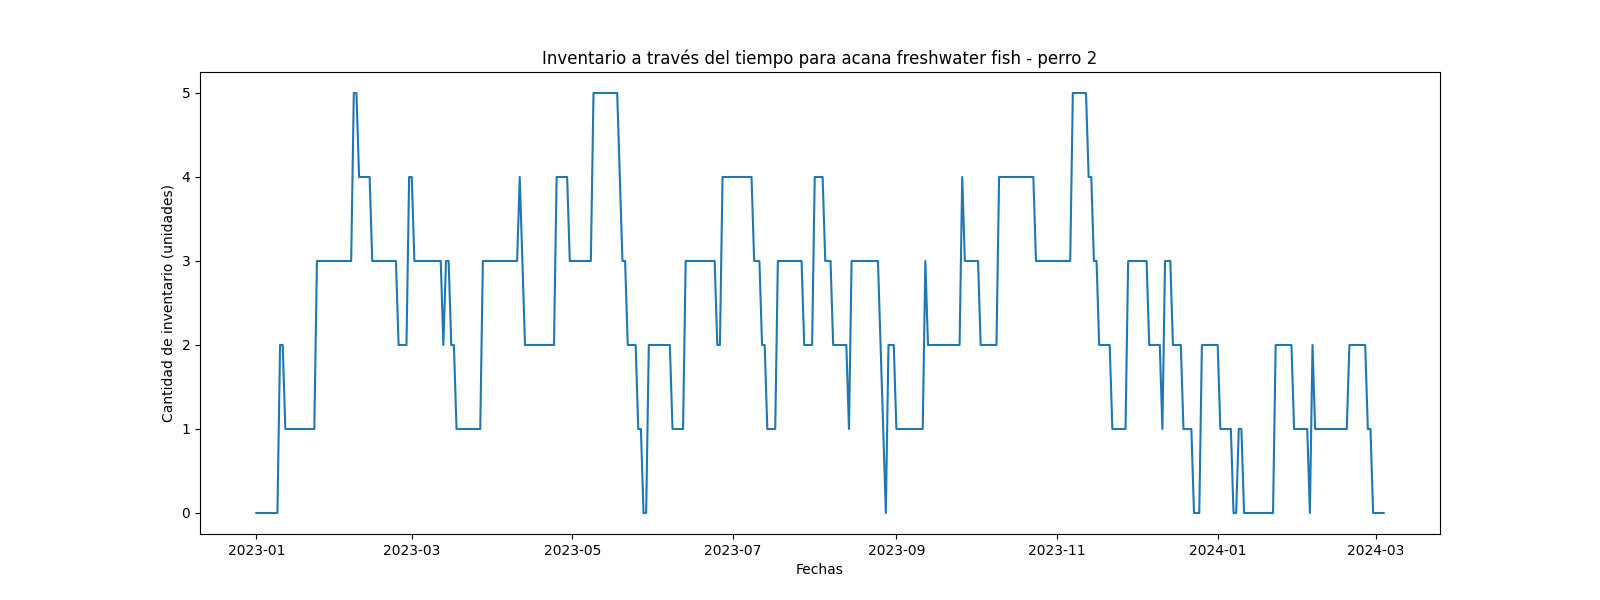 Inventario a través del tiempo para acana freshwater fish - perro 2
Cantidad de inventario (unidades)
5
4
3
2
1
0
2023-01 2023-03 2023-05 2023-07 2023-09 2023-11 2024-01 2024-03
Fechas